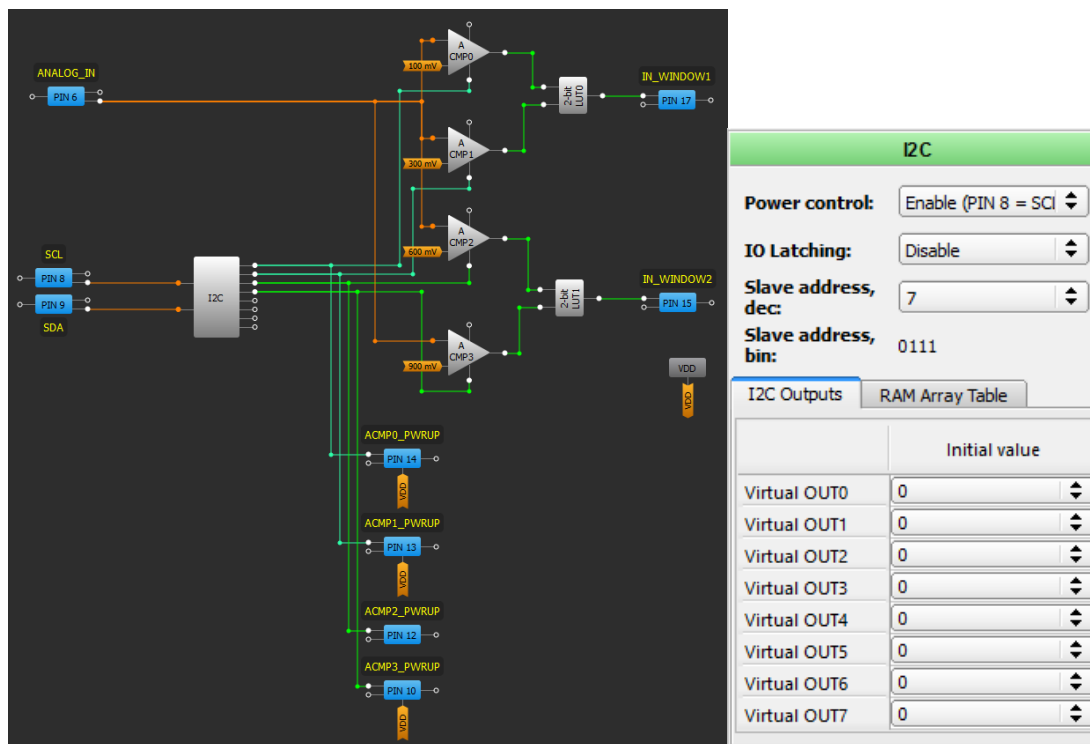 ANALOG_IN
PIN 6
A
CMP0
100 mV
A
CMP1
300 mV
2-bit
LUT0
IN_WINDOW1
PIN 17
A
CMP2
600 mV
A
CMP3
900 mV
2-bit
LUT1
IN_WINDOW2
PIN 15
SCL
PIN 8
PIN 9
SDA
I2C
VDD
VDD
ACMP0_PWRUP
PIN 14
VDD
ACMP1_PWRUP
PIN 13
VDD
ACMP2_PWRUP
PIN 12
ACMP3_PWRUP
PIN 10
VDD
I2C
Power control: Enable (PIN 8 = SCI
IO Latching: Disable
Slave address,
dec: 7
Slave address,
bin: 0111
I2C Outputs RAM Array Table
Initial value
Virtual OUT0 0
Virtual OUT1 0
Virtual OUT2 0
Virtual OUT3 0
Virtual OUT4 0
Virtual OUT5 0
Virtual OUT6 0
Virtual OUT7 0